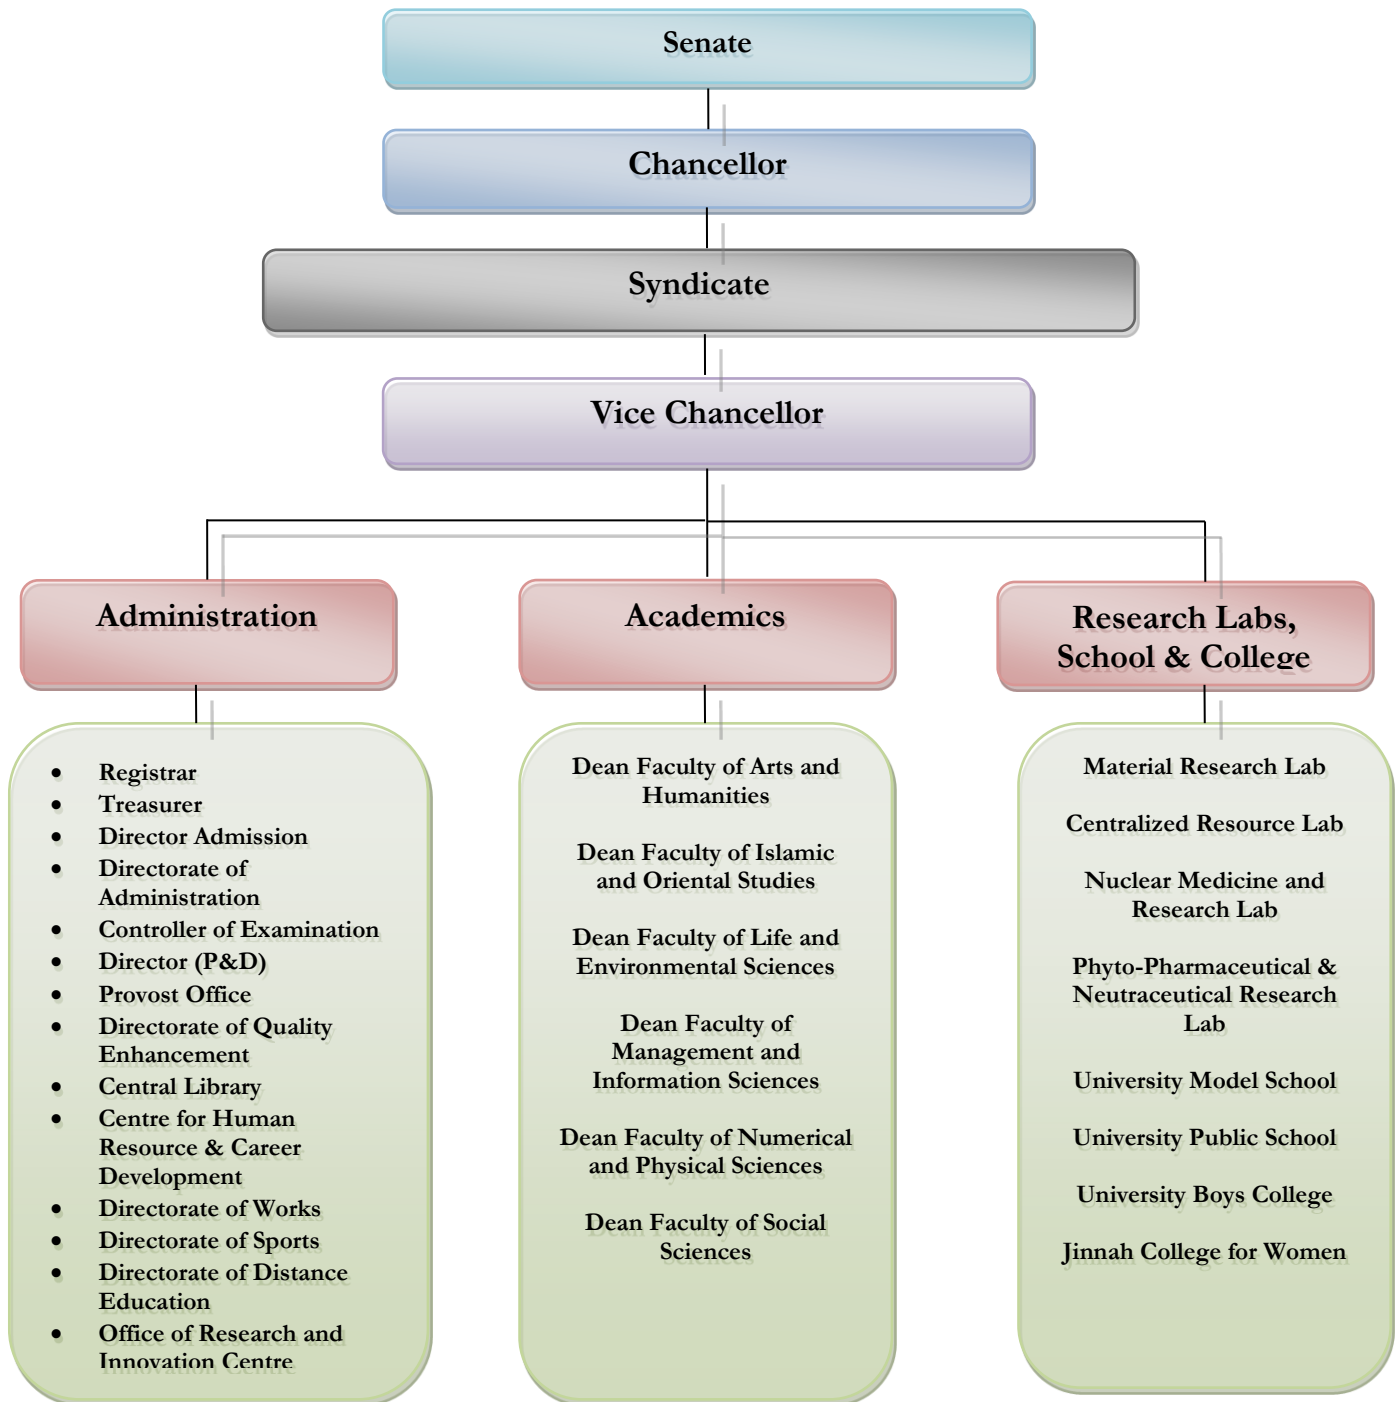 Senate
Chancellor
Syndicate
Vice Chancellor
Administration
Academics
Research Labs,
School & College
• Registrar
• Treasurer
• Director Admission
• Directorate of
Administration
• Controller of Examination
• Director (P&D)
• Provost Office
• Directorate of Quality
Enhancement
• Central Library
• Centre for Human
Resource & Career
Development
• Directorate of Works
• Directorate of Sports
• Directorate of Distance
Education
• Office of Research and
Innovation Centre
Dean Faculty of Arts and
Humanities
Dean Faculty of Islamic
and Oriental Studies
Dean Faculty of Life and
Environmental Sciences
Dean Faculty of
Management and
Information Sciences
Dean Faculty of Numerical
and Physical Sciences
Dean Faculty of Social
Sciences
Material Research Lab
Centralized Resource Lab
Nuclear Medicine and
Research Lab
Phyto-Pharmaceutical &
Neutraceutical Research
Lab
University Model School
University Public School
University Boys College
Jinnah College for Women